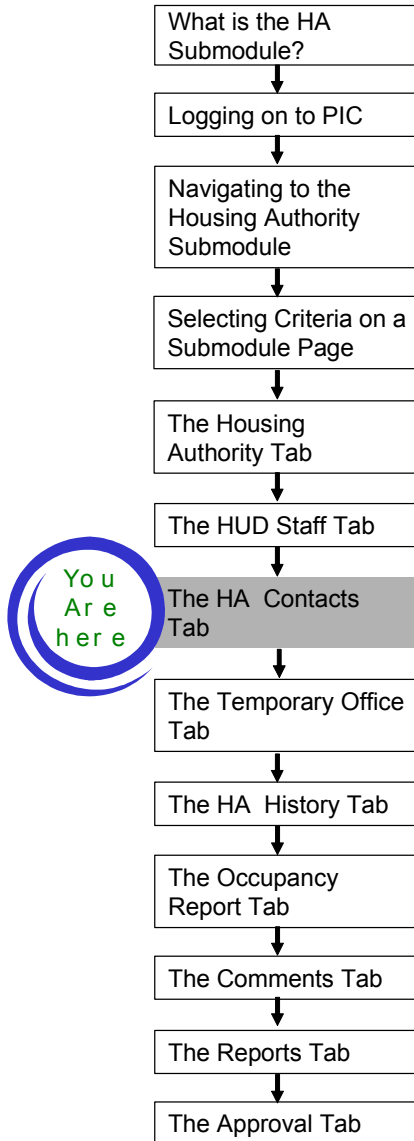 What is the HA
Submodule?
Logging on to PIC
Navigating to the
Housing Authority
Submodule
Selecting Criteria on a
Submodule Page
The Housing
Authority Tab
The HUD Staff Tab
You
Are
here
The HA Contacts
Tab
The Temporary Office
Tab
The HA History Tab
The Occupancy
Report Tab
The Comments Tab
The Reports Tab
The Approval Tab